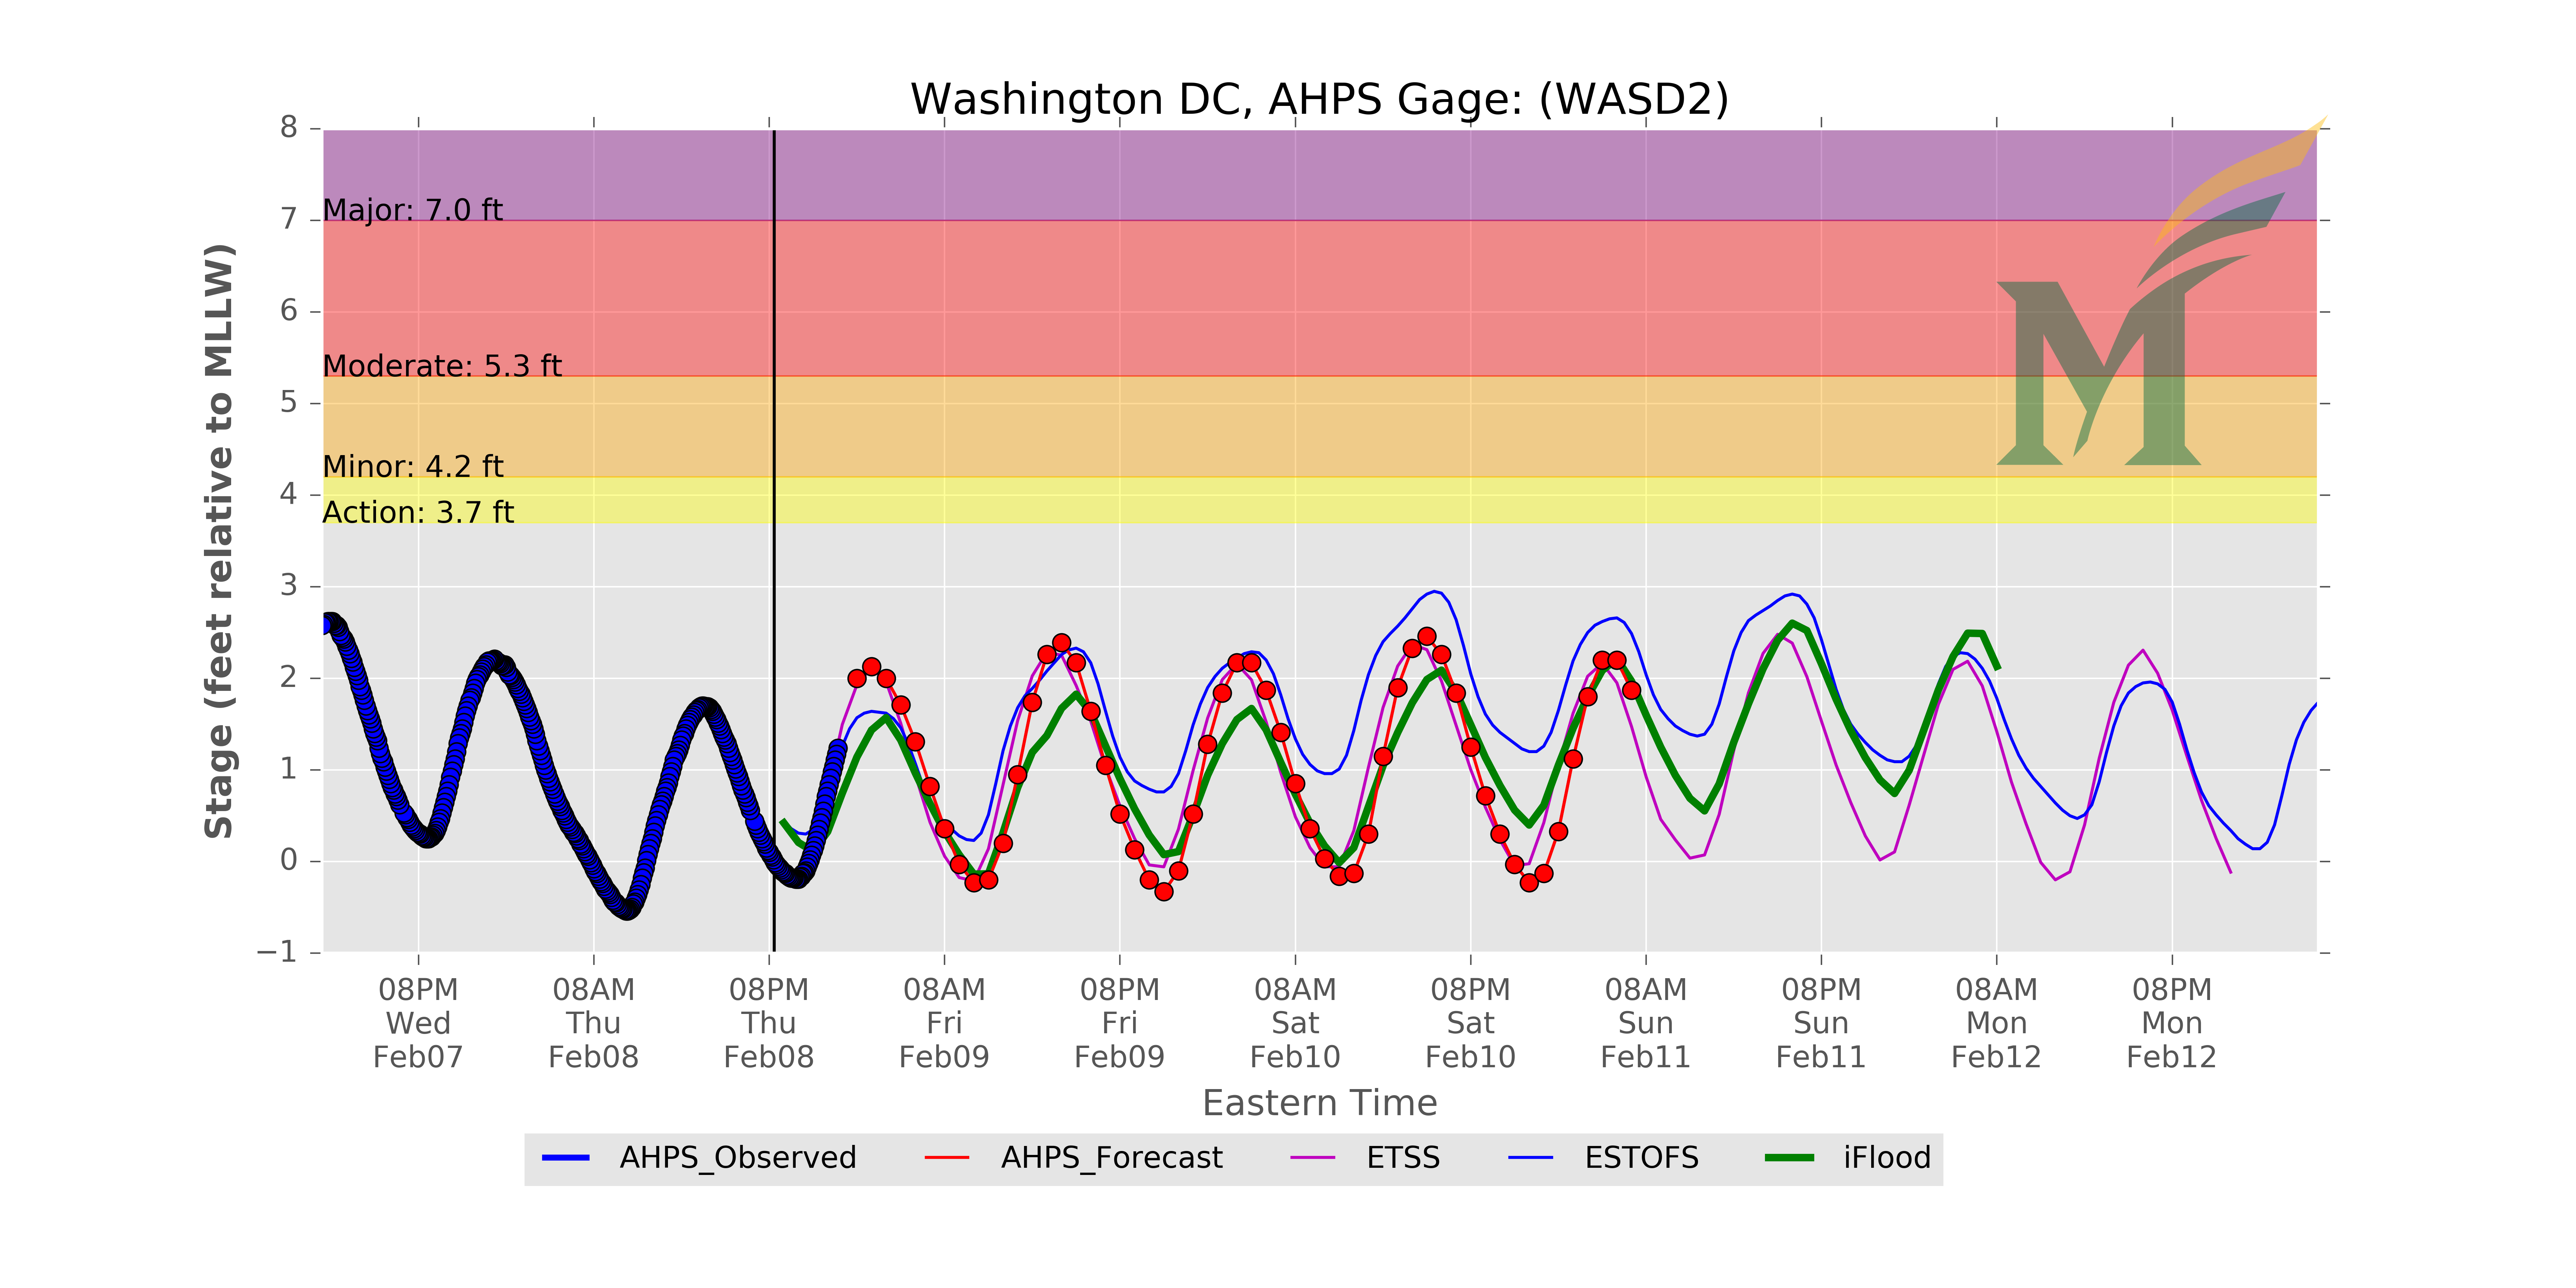 Washington DC, AHPS Gage: (WASD2)
8
7
6
5
4
3
2
1
0
−1
Stage (feet relative to MLLW)
Major: 7.0 ft
Moderate: 5.3 ft
Minor: 4.2 ft
Action: 3.7 ft
M
08PM Wed Feb07
08AM Thu Feb08
08PM Thu Feb08
08AM Fri Feb09
08PM Fri Feb09
08AM Sat Feb10
08PM Sat Feb10
08AM Sun Feb11
08PM Sun Feb11
08AM Mon Feb12
08PM Mon Feb12
Eastern Time
AHPS_Observed
AHPS_Forecast
ETSS
ESTOFS
iFlood